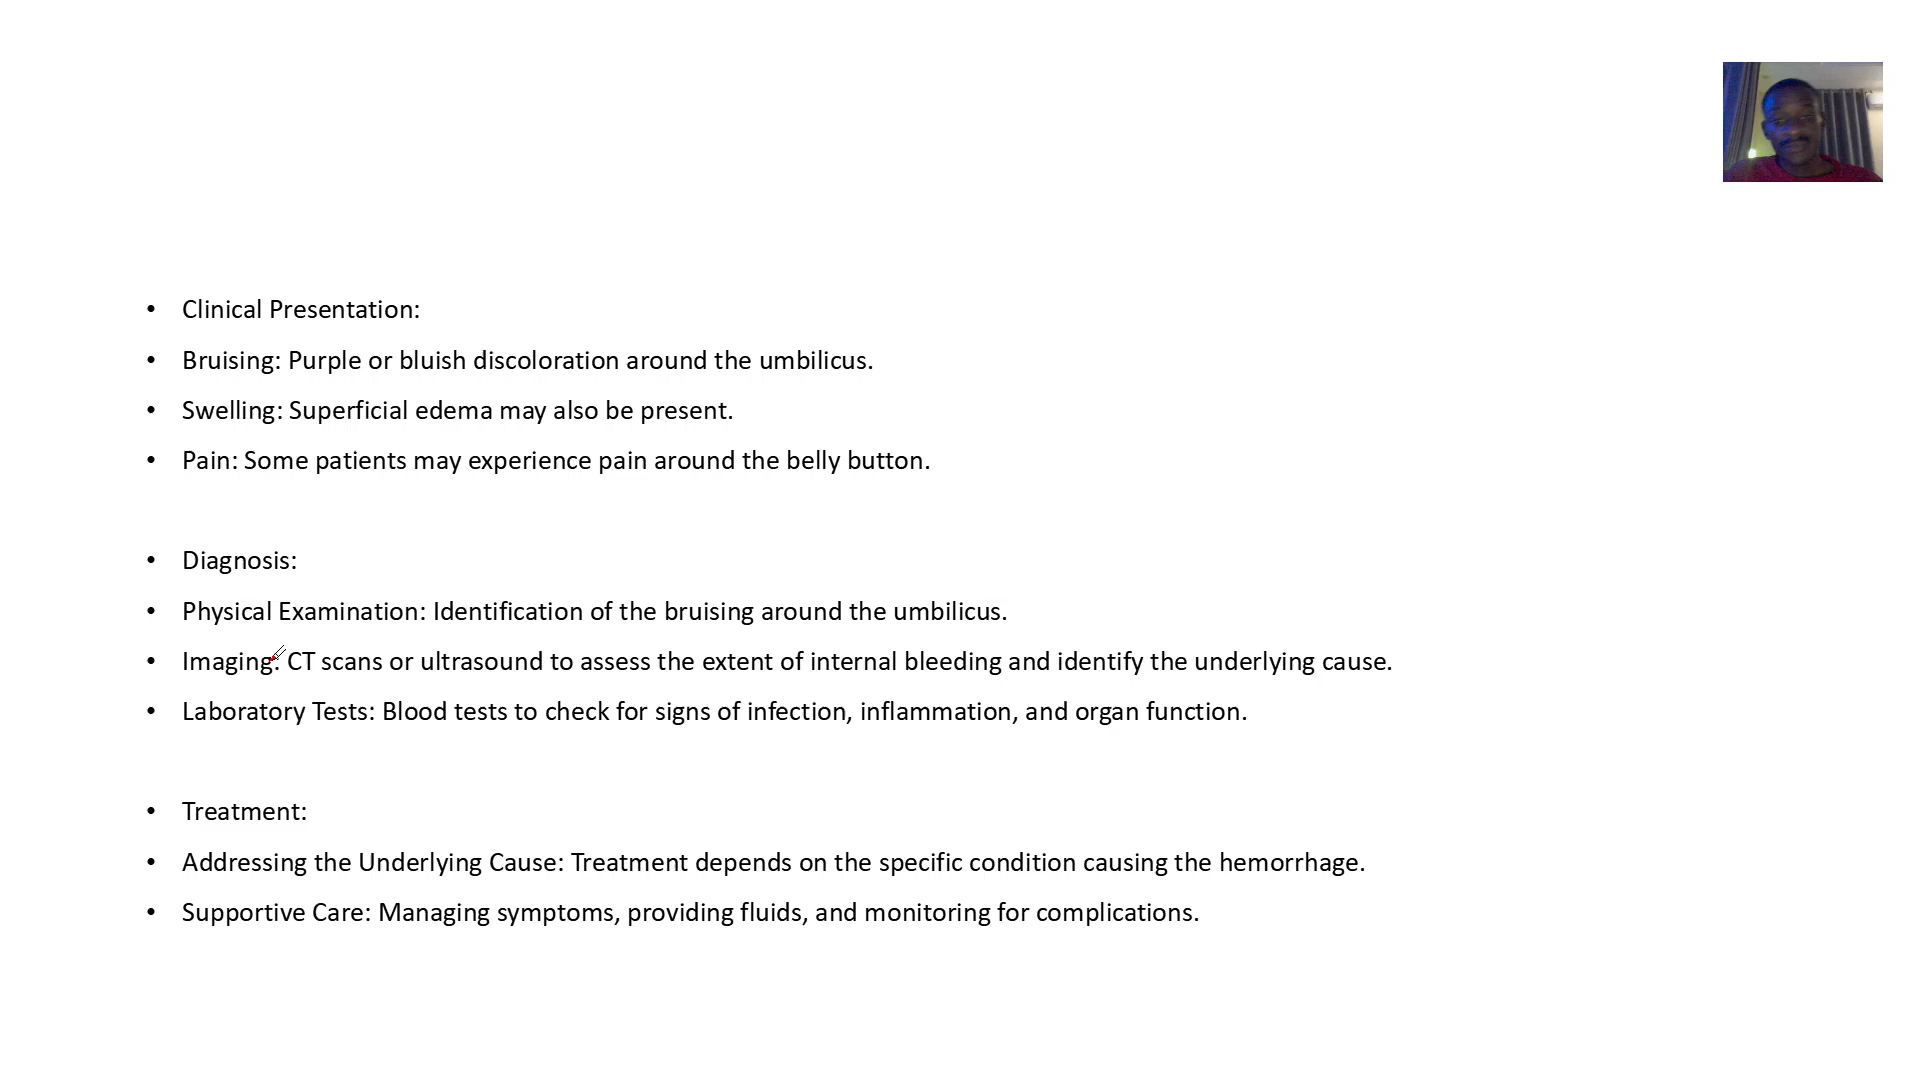 • Clinical Presentation:
• Bruising: Purple or bluish discoloration around the umbilicus.
• Swelling: Superficial edema may also be present.
• Pain: Some patients may experience pain around the belly button.
• Diagnosis:
• Physical Examination: Identification of the bruising around the umbilicus.
• Imaging: CT scans or ultrasound to assess the extent of internal bleeding and identify the underlying cause.
• Laboratory Tests: Blood tests to check for signs of infection, inflammation, and organ function.
• Treatment:
• Addressing the Underlying Cause: Treatment depends on the specific condition causing the hemorrhage.
• Supportive Care: Managing symptoms, providing fluids, and monitoring for complications.